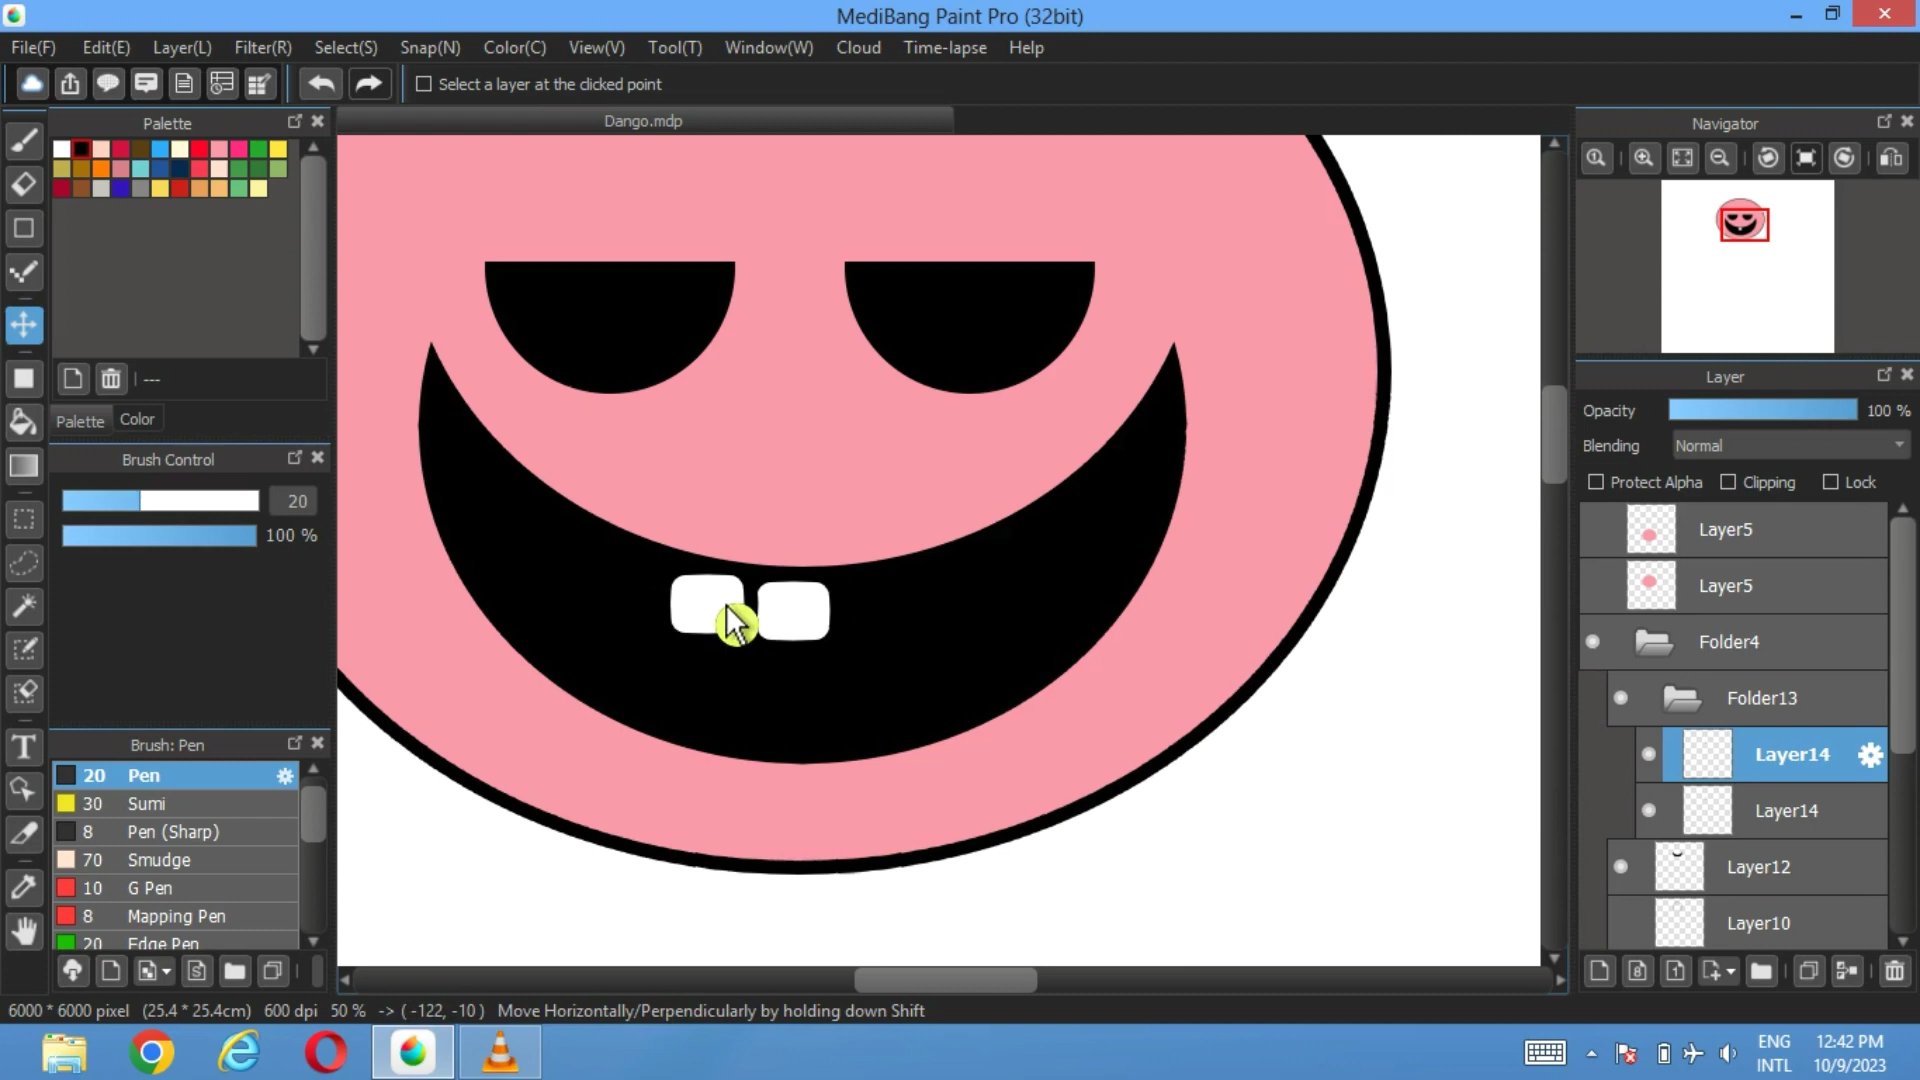 MediBang Paint Pro (32bit)
File(F) Edit(E) Layer(L) Filter(R) Select(S) Snap(N) Color(C) View(V) Tool(T) Window(W) Cloud Time-lapse Help
Select a layer at the clicked point
Palette
Dango.mdp
Navigator
---
Palette Color
Brush Control
20
100 %
Brush: Pen
20 Pen
30 Sumi
8 Pen (Sharp)
70 Smudge
10 G Pen
8 Mapping Pen
20 Edge Pen
Layer
Opacity 100 %
Blending Normal
Protect Alpha Clipping Lock
Layer5
Layer5
Folder4
Folder13
Layer14
Layer14
Layer12
Layer10
6000 * 6000 pixel (25.4 * 25.4cm) 600 dpi 50 % -> ( -122, -10 ) Move Horizontally/Perpendicularly by holding down Shift
ENG 12:42 PM
INTL 10/9/2023